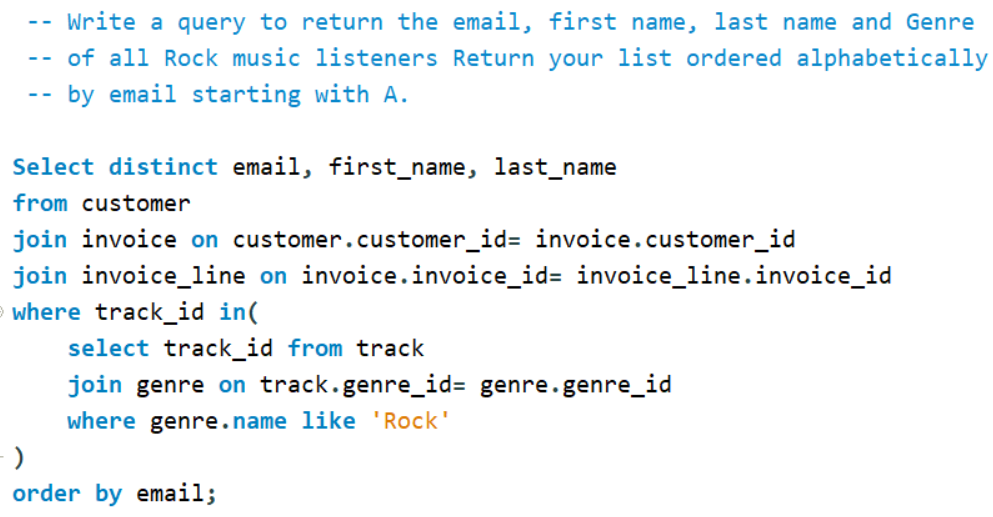 -- Write a query to return the email, first name, last name and Genre
-- of all Rock music listeners Return your list ordered alphabetically
-- by email starting with A.
Select distinct email, first_name, last_name
from customer
join invoice on customer.customer_id= invoice.customer_id
join invoice_line on invoice.invoice_id= invoice_line.invoice_id
where track_id in(
    select track_id from track
    join genre on track.genre_id= genre.genre_id
    where genre.name like 'Rock'
)
order by email;